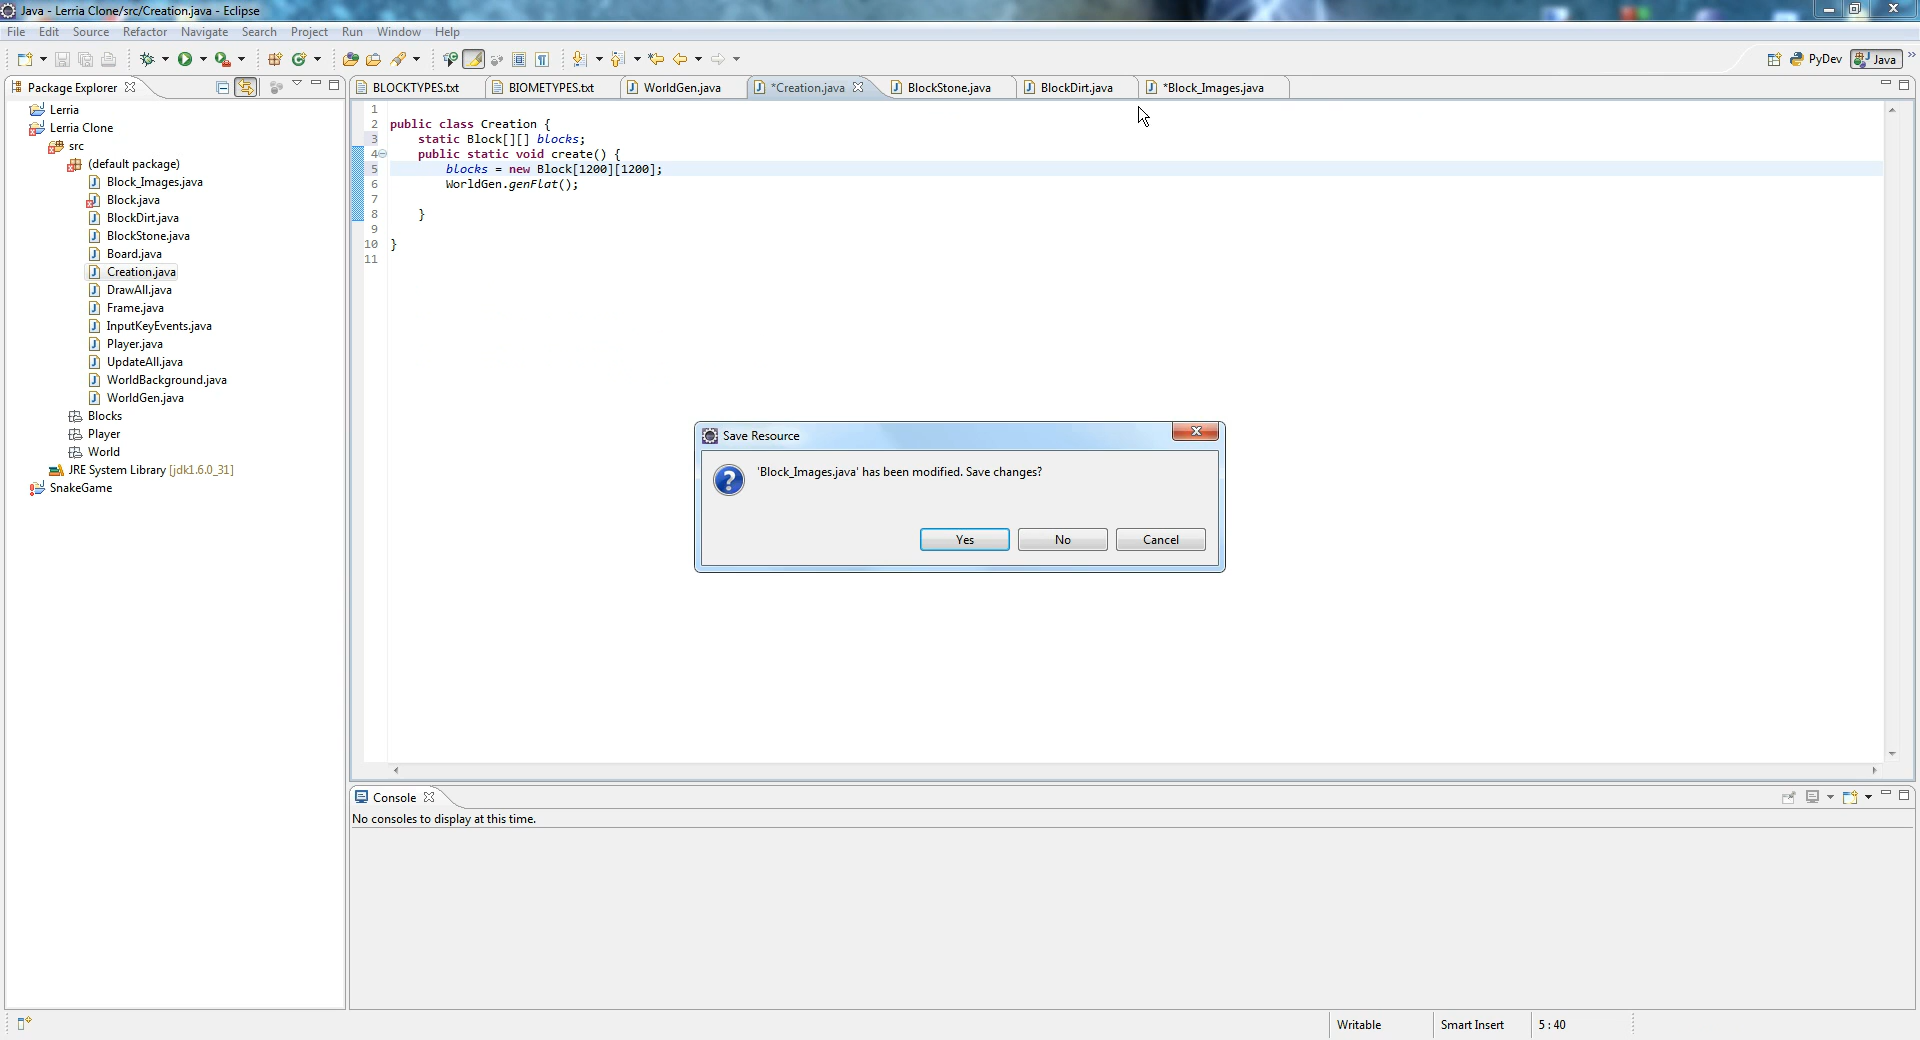 Java - Lerria Clone/src/Creation.java - Eclipse
File Edit Source Refactor Navigate Search Project Run Window Help
PyDev Java
Package Explorer
BLOCKTYPES.txt BIOMETYPES.txt WorldGen.java *Creation.java BlockStone.java BlockDirt.java *Block_Images.java
Lerria
Lerria Clone
src
(default package)
Block_Images.java
Block.java
BlockDirt.java
BlockStone.java
Board.java
Creation.java
DrawAll.java
Frame.java
InputKeyEvents.java
Player.java
UpdateAll.java
WorldBackground.java
WorldGen.java
Blocks
Player
World
JRE System Library [jdk1.6.0_31]
SnakeGame
1
2 public class Creation {
3 static Block[][] blocks;
4 public static void create() {
5 blocks = new Block[1200][1200];
6 WorldGen.genFlat();
7
8 }
9
10 }
11
Save Resource
'Block_Images.java' has been modified. Save changes?
Yes No Cancel
Console
No consoles to display at this time.
Writable Smart Insert 5 : 40